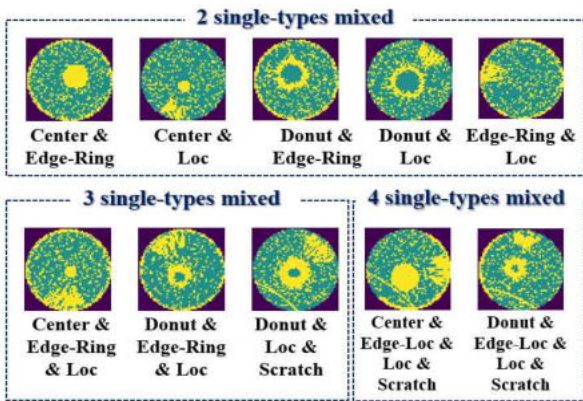 2 single-types mixed
Center &
Edge-Ring
Center &
Loc
Donut &
Edge-Ring
Donut &
Loc
Edge-Ring &
Loc
3 single-types mixed
Center &
Edge-Ring
& Loc
Donut &
Edge-Ring
& Loc
Donut &
Loc &
Scratch
4 single-types mixed
Center &
Edge-Loc &
Loc &
Scratch
Donut &
Edge-Loc &
Loc &
Scratch